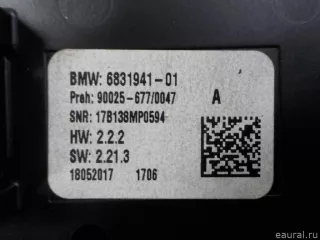 BMW: 6831941-01
Preh: 90025-677/0047 A
SNR: 17B138MP0594
HW: 2.2.2
SW: 2.21.3
18052017 1706
eaural.ru